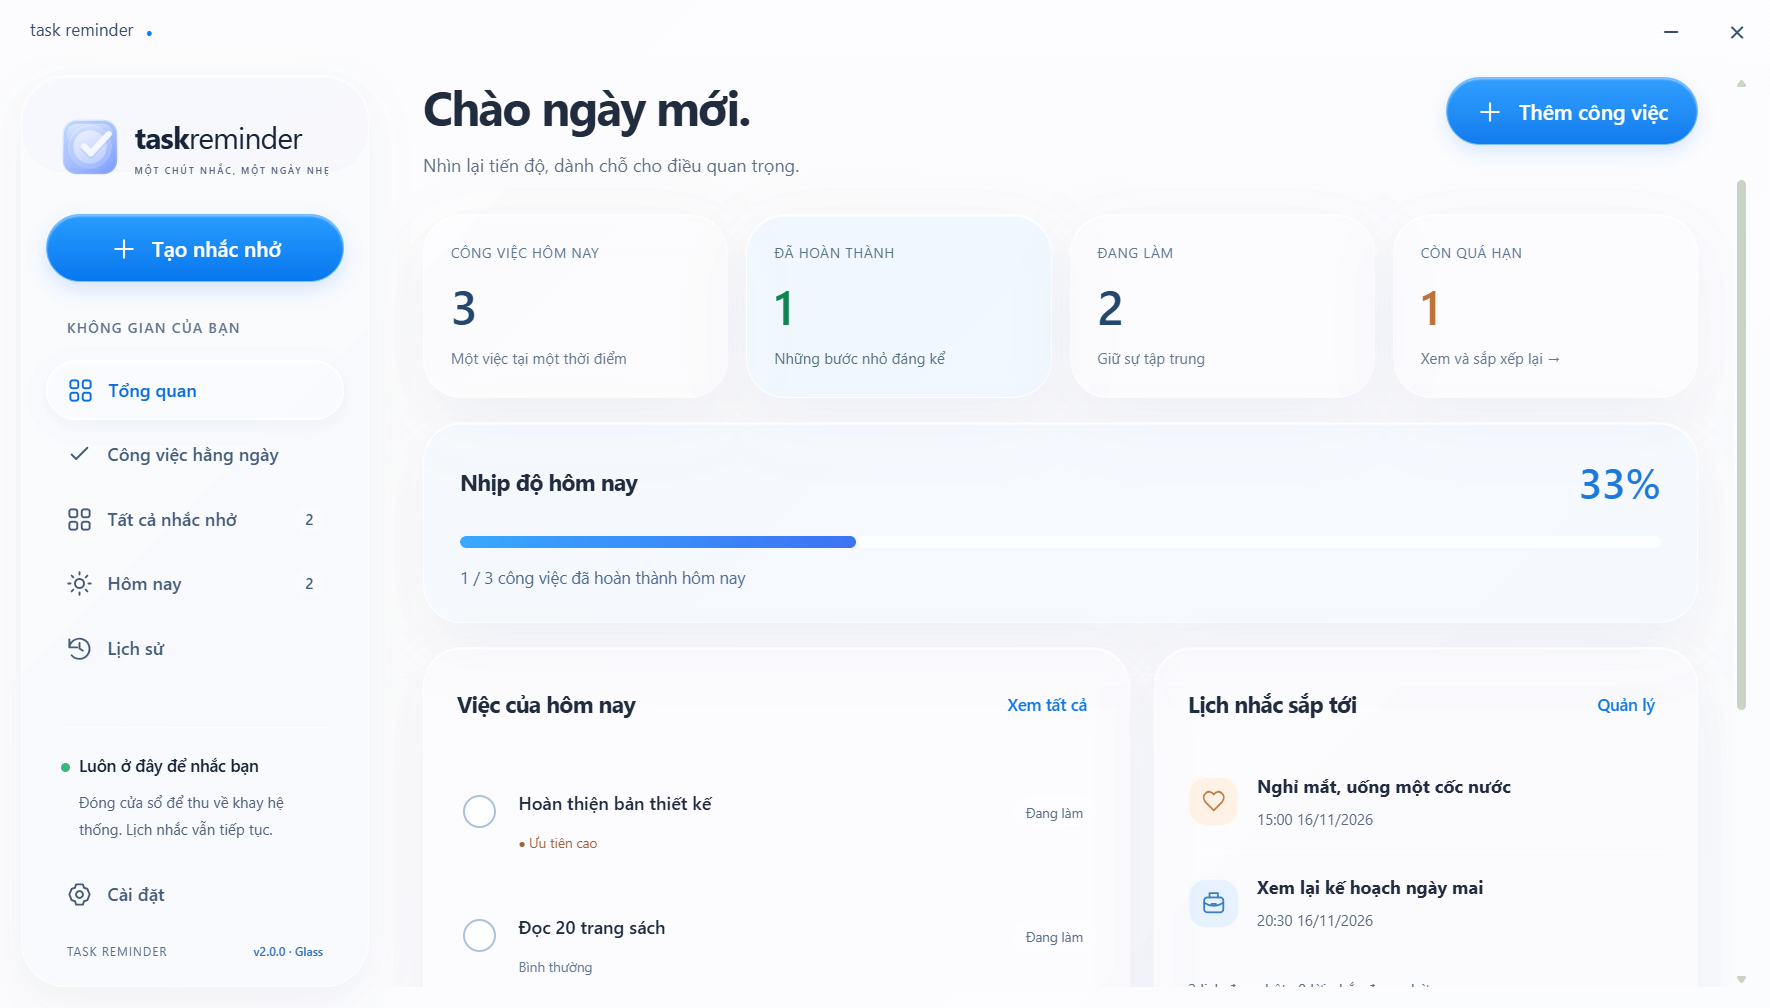 task reminder
taskreminder
MỘT CHÚT NHẮC, MỘT NGÀY NHẸ
Tạo nhắc nhở
KHÔNG GIAN CỦA BẠN
Tổng quan
Công việc hằng ngày
Tất cả nhắc nhở 2
Hôm nay 2
Lịch sử
Luôn ở đây để nhắc bạn
Đóng cửa sổ để thu về khay hệ
thống. Lịch nhắc vẫn tiếp tục.
Cài đặt
TASK REMINDER v2.0.0 · Glass
Chào ngày mới.
Nhìn lại tiến độ, dành chỗ cho điều quan trọng.
Thêm công việc
CÔNG VIỆC HÔM NAY
3
Một việc tại một thời điểm
ĐÃ HOÀN THÀNH
1
Những bước nhỏ đáng kể
ĐANG LÀM
2
Giữ sự tập trung
CÒN QUÁ HẠN
1
Xem và sắp xếp lại →
Nhịp độ hôm nay
33%
1 / 3 công việc đã hoàn thành hôm nay
Việc của hôm nay
Xem tất cả
Hoàn thiện bản thiết kế
• Ưu tiên cao
Đang làm
Đọc 20 trang sách
Bình thường
Đang làm
Lịch nhắc sắp tới
Quản lý
Nghỉ mắt, uống một cốc nước
15:00 16/11/2026
Xem lại kế hoạch ngày mai
20:30 16/11/2026